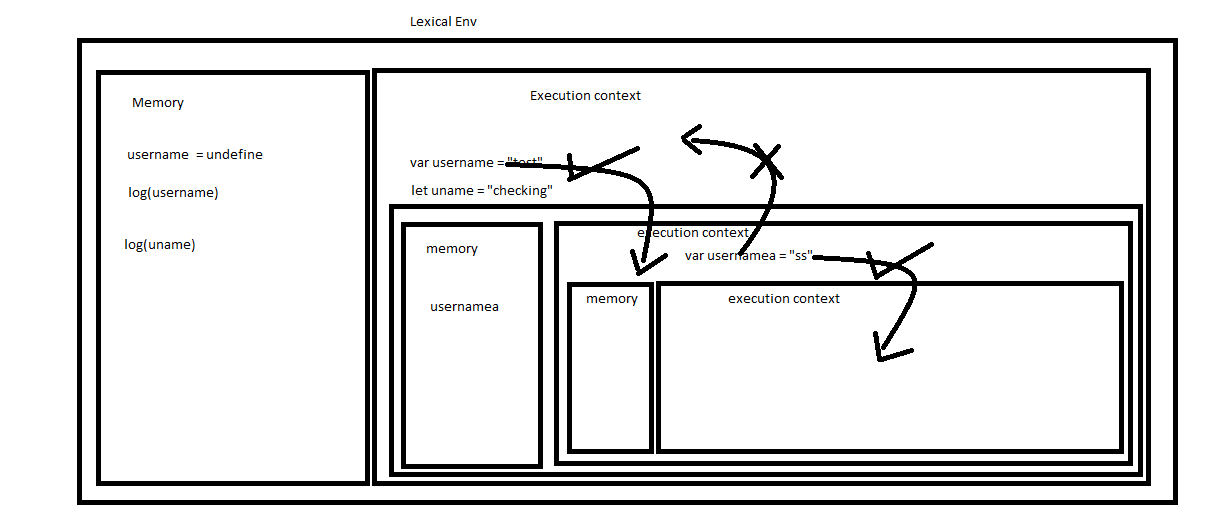 Lexical Env
Memory
username = undefine
log(username)
log(uname)
Execution context
var username = "test"
let uname = "checking"
memory
usernamea
execution context
var usernamea = "ss"
memory
execution context